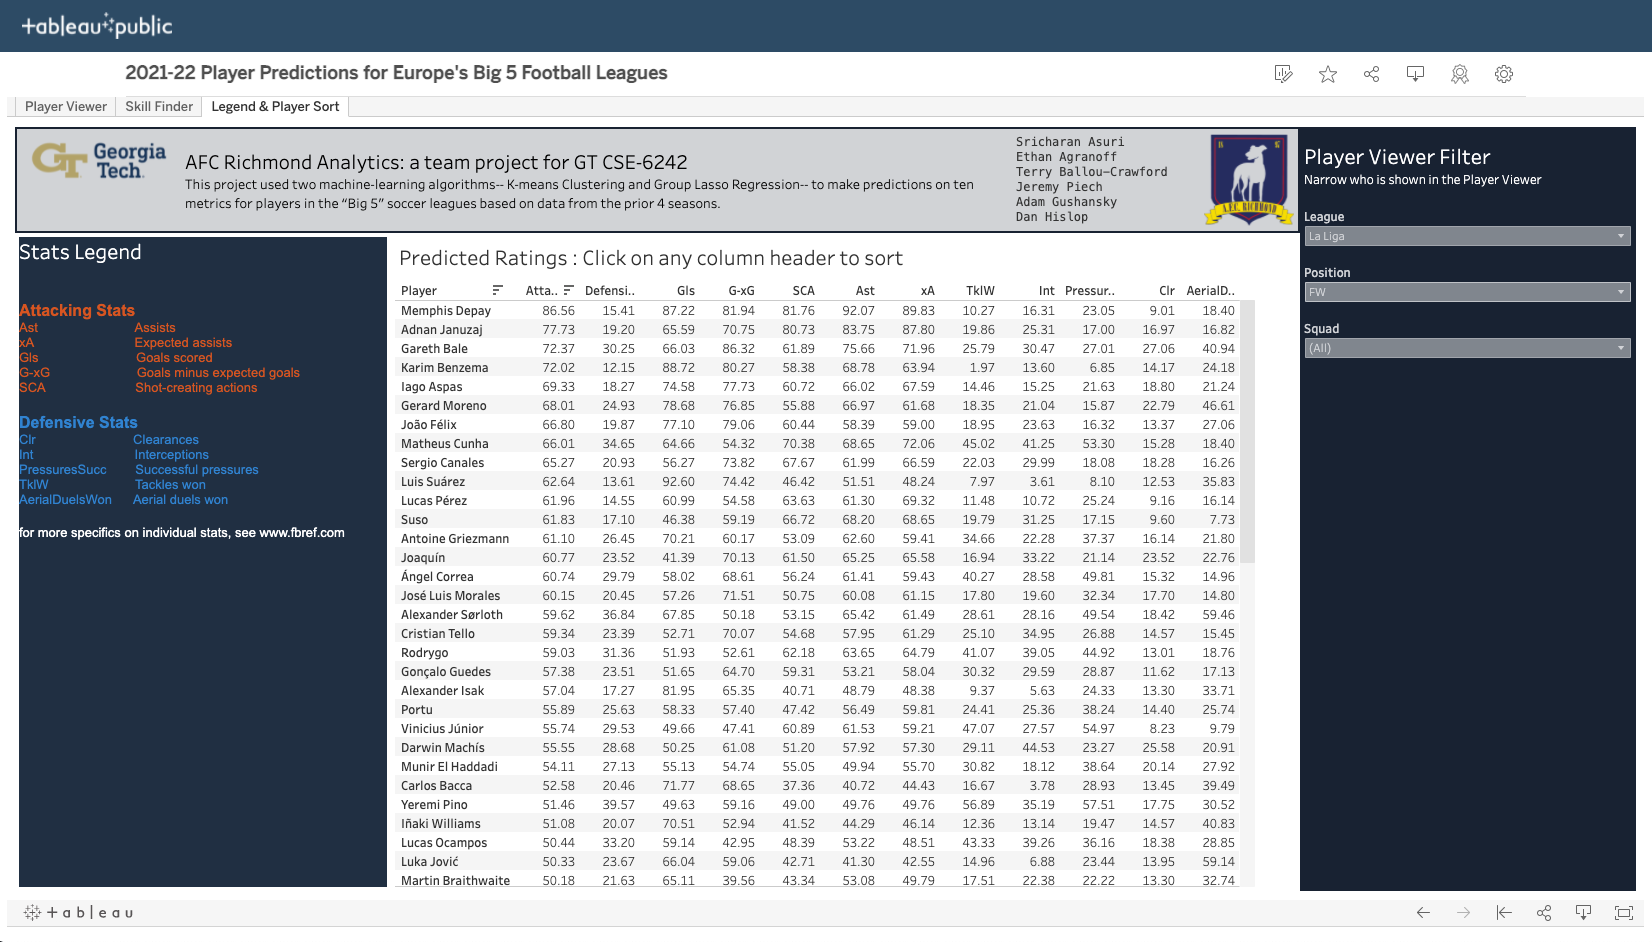 +ableau public
2021-22 Player Predictions for Europe's Big 5 Football Leagues
Player Viewer Skill Finder Legend & Player Sort
GT Georgia Tech.
AFC Richmond Analytics: a team project for GT CSE-6242
This project used two machine-learning algorithms-- K-means Clustering and Group Lasso Regression-- to make predictions on ten
metrics for players in the “Big 5” soccer leagues based on data from the prior 4 seasons.
Sricharan Asuri
Ethan Agranoff
Terry Ballou-Crawford
Jeremy Piech
Adam Gushansky
Dan Hislop
A.F.C. RICHMOND
Player Viewer Filter
Narrow who is shown in the Player Viewer
League
La Liga
Position
FW
Squad
(All)
Stats Legend
Attacking Stats
Ast Assists
xA Expected assists
Gls Goals scored
G-xG Goals minus expected goals
SCA Shot-creating actions
Defensive Stats
Clr Clearances
Int Interceptions
PressuresSucc Successful pressures
TklW Tackles won
AerialDuelsWon Aerial duels won
for more specifics on individual stats, see www.fbref.com
Predicted Ratings : Click on any column header to sort
Player Atta.. Defensi.. Gls G-xG SCA Ast xA TklW Int Pressur.. Clr AerialD..
Memphis Depay 86.56 15.41 87.22 81.94 81.76 92.07 89.83 10.27 16.31 23.05 9.01 18.40
Adnan Januzaj 77.73 19.20 65.59 70.75 80.73 83.75 87.80 19.86 25.31 17.00 16.97 16.82
Gareth Bale 72.37 30.25 66.03 86.32 61.89 75.66 71.96 25.79 30.47 27.01 27.06 40.94
Karim Benzema 72.02 12.15 88.72 80.27 58.38 68.78 63.94 1.97 13.60 6.85 14.17 24.18
Iago Aspas 69.33 18.27 74.58 77.73 60.72 66.02 67.59 14.46 15.25 21.63 18.80 21.24
Gerard Moreno 68.01 24.93 78.68 76.85 55.88 66.97 61.68 18.35 21.04 15.87 22.79 46.61
João Félix 66.80 19.87 77.10 79.06 60.44 58.39 59.00 18.95 23.63 16.32 13.37 27.06
Matheus Cunha 66.01 34.65 64.66 54.32 70.38 68.65 72.06 45.02 41.25 53.30 15.28 18.40
Sergio Canales 65.27 20.93 56.27 73.82 67.67 61.99 66.59 22.03 29.99 18.08 18.28 16.26
Luis Suárez 62.64 13.61 92.60 74.42 46.42 51.51 48.24 7.97 3.61 8.10 12.53 35.83
Lucas Pérez 61.96 14.55 60.99 54.58 63.63 61.30 69.32 11.48 10.72 25.24 9.16 16.14
Suso 61.83 17.10 46.38 59.19 66.72 68.20 68.65 19.79 31.25 17.15 9.60 7.73
Antoine Griezmann 61.10 26.45 70.21 60.17 53.09 62.60 59.41 34.66 22.28 37.37 16.14 21.80
Joaquín 60.77 23.52 41.39 70.13 61.50 65.25 65.58 16.94 33.22 21.14 23.52 22.76
Ángel Correa 60.74 29.79 58.02 68.61 56.24 61.41 59.43 40.27 28.58 49.81 15.32 14.96
José Luis Morales 60.15 20.45 57.26 71.51 50.75 60.08 61.15 17.80 19.60 32.34 17.70 14.80
Alexander Sørloth 59.62 36.84 67.85 50.18 53.15 65.42 61.49 28.61 28.16 49.54 18.42 59.46
Cristian Tello 59.34 23.39 52.71 70.07 54.68 57.95 61.29 25.10 34.95 26.88 14.57 15.45
Rodrygo 59.03 31.36 51.93 52.61 62.18 63.65 64.79 41.07 39.05 44.92 13.01 18.76
Gonçalo Guedes 57.38 23.51 51.65 64.70 59.31 53.21 58.04 30.32 29.59 28.87 11.62 17.13
Alexander Isak 57.04 17.27 81.95 65.35 40.71 48.79 48.38 9.37 5.63 24.33 13.30 33.71
Portu 55.89 25.63 58.33 57.40 47.42 56.49 59.81 24.41 25.36 38.24 14.40 25.74
Vinicius Júnior 55.74 29.53 49.66 47.41 60.89 61.53 59.21 47.07 27.57 54.97 8.23 9.79
Darwin Machís 55.55 28.68 50.25 61.08 51.20 57.92 57.30 29.11 44.53 23.27 25.58 20.91
Munir El Haddadi 54.11 27.13 55.13 54.74 55.05 49.94 55.70 30.82 18.12 38.64 20.14 27.92
Carlos Bacca 52.58 20.46 71.77 68.65 37.36 40.72 44.43 16.67 3.78 28.93 13.45 39.49
Yeremi Pino 51.46 39.57 49.63 59.16 49.00 49.76 49.76 56.89 35.19 57.51 17.75 30.52
Iñaki Williams 51.08 20.07 70.51 52.94 41.52 44.29 46.14 12.36 13.14 19.47 14.57 40.83
Lucas Ocampos 50.44 33.20 59.14 42.95 48.39 53.22 48.51 43.33 39.26 36.16 18.38 28.85
Luka Jović 50.33 23.67 66.04 59.06 42.71 41.30 42.55 14.96 6.88 23.44 13.95 59.14
Martin Braithwaite 50.18 21.63 65.11 39.56 43.34 53.08 49.79 17.51 22.38 22.22 13.30 32.74
+ a b l e a u